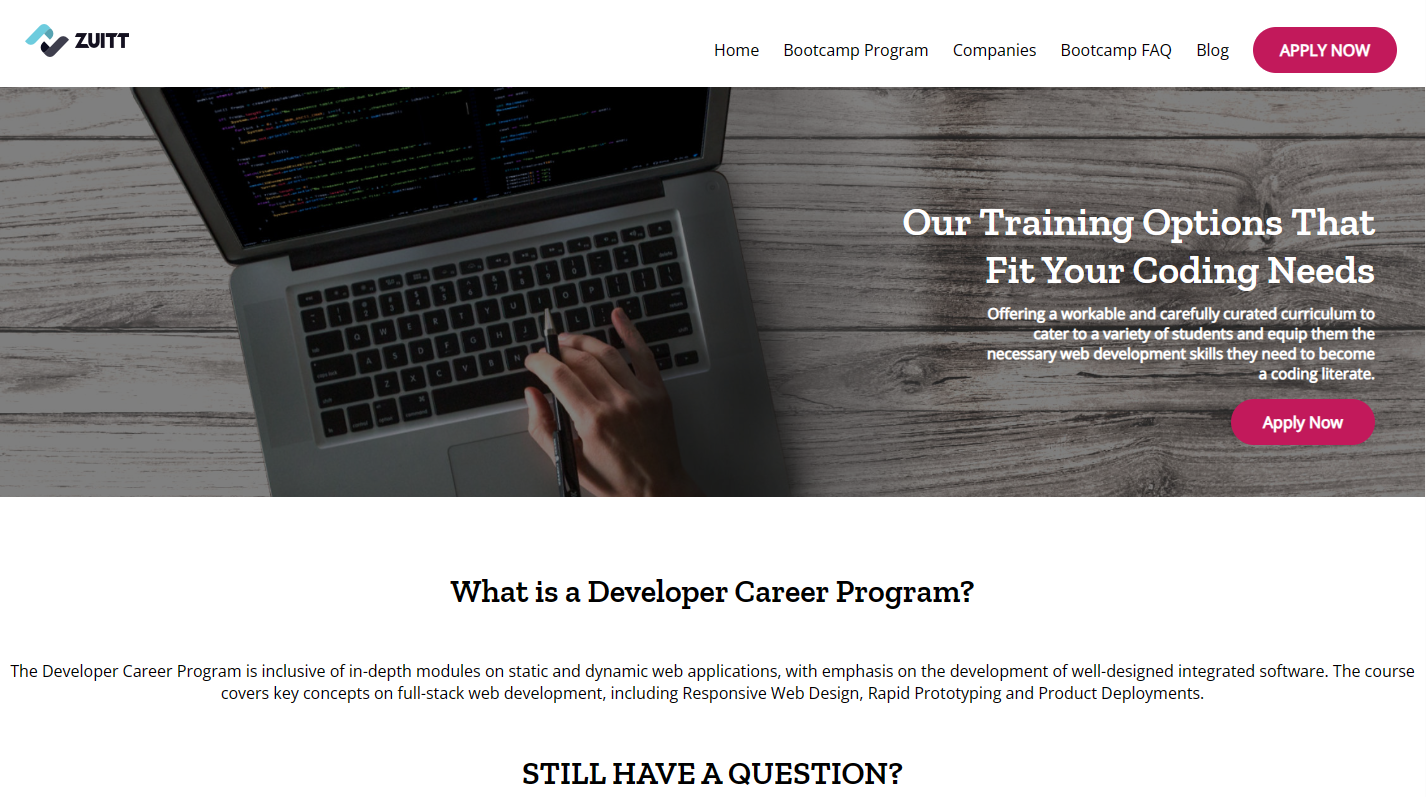 ZUITT
Home Bootcamp Program Companies Bootcamp FAQ Blog APPLY NOW
Our Training Options That
Fit Your Coding Needs
Offering a workable and carefully curated curriculum to
cater to a variety of students and equip them the
necessary web development skills they need to become
a coding literate.
Apply Now
What is a Developer Career Program?
The Developer Career Program is inclusive of in-depth modules on static and dynamic web applications, with emphasis on the development of well-designed integrated software. The course
covers key concepts on full-stack web development, including Responsive Web Design, Rapid Prototyping and Product Deployments.
STILL HAVE A QUESTION?